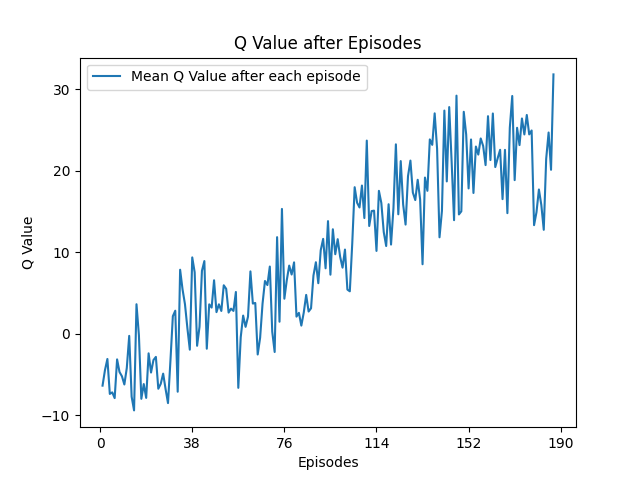 Q Value after Episodes
Mean Q Value after each episode
30
20
10
0
−10
Q Value
0 38 76 114 152 190
Episodes